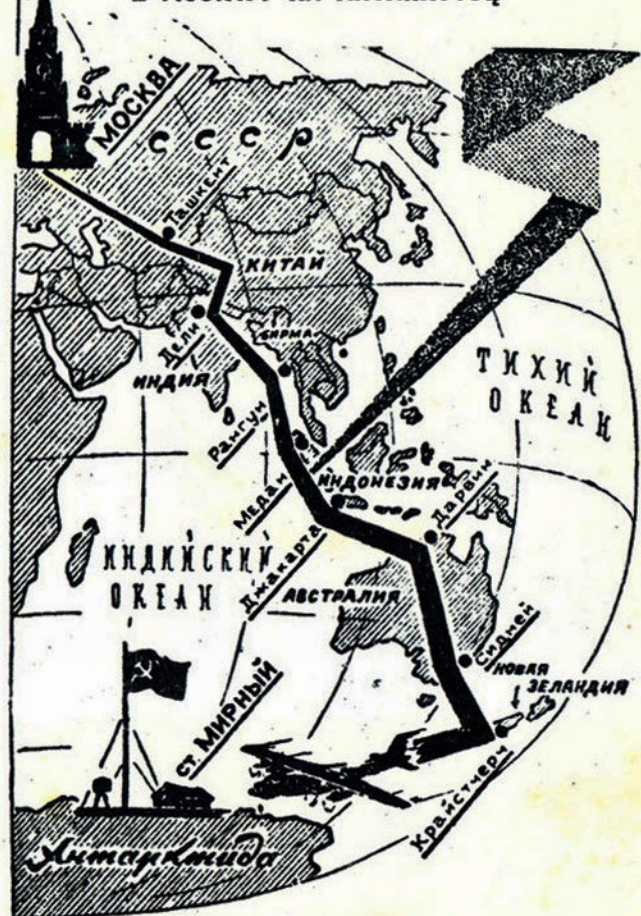 МОСКВА
СССР
Ташкент
КИТАЙ
Дели
БИРМА
ИНДИЯ
ТИХИЙ
ОКЕАН
Рангун
Медан
ИНДОНЕЗИЯ
Дарвин
Джакарта
ИНДИЙСКИЙ
ОКЕАН
АВСТРАЛИЯ
Сидней
НОВАЯ
ЗЕЛАНДИЯ
ст. МИРНЫЙ
Крайстчерч
Антарктида